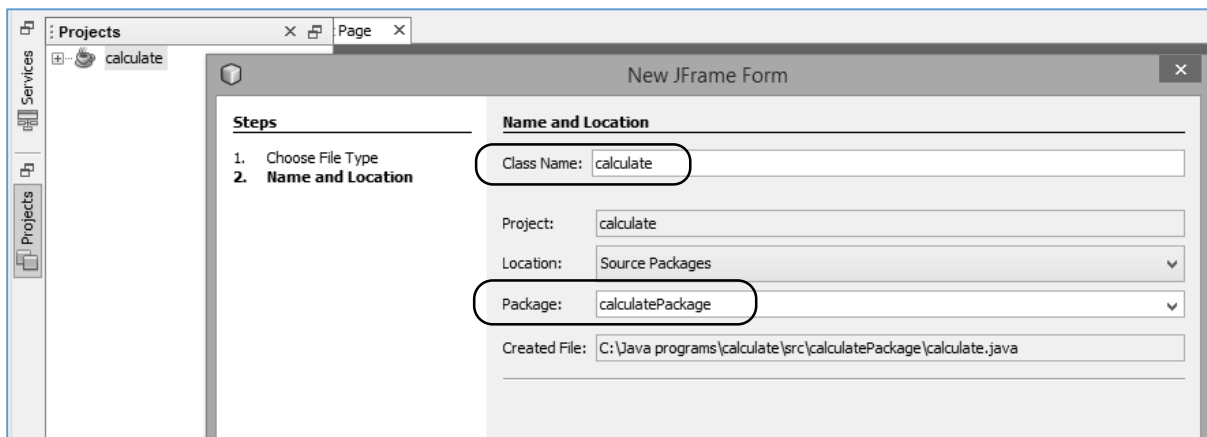 Projects
Page
Services
calculate
New JFrame Form
Steps
1. Choose File Type
2. Name and Location
Name and Location
Class Name: calculate
Project: calculate
Location: Source Packages
Package: calculatePackage
Created File: C:\Java programs\calculate\src\calculatePackage\calculate.java
Projects